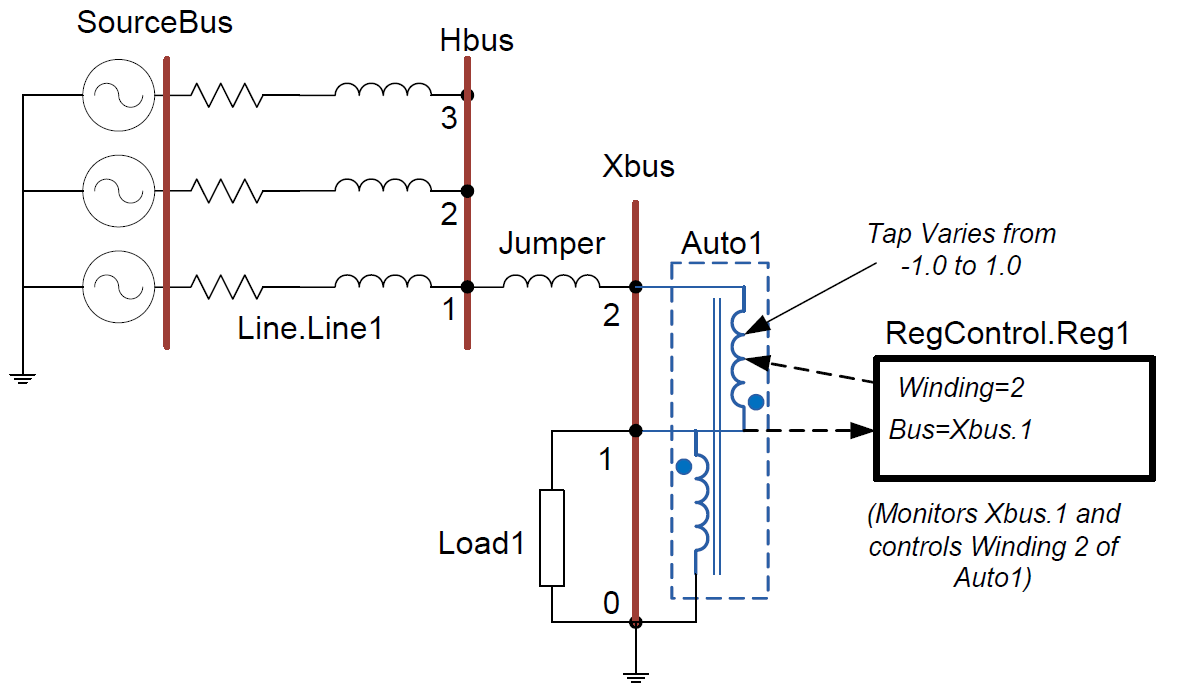 SourceBus
Hbus
3
2
1
Line.Line1
Jumper
Xbus
2
1
0
Load1
Auto1
Tap Varies from
-1.0 to 1.0
RegControl.Reg1
Winding=2
Bus=Xbus.1
(Monitors Xbus.1 and
controls Winding 2 of
Auto1)